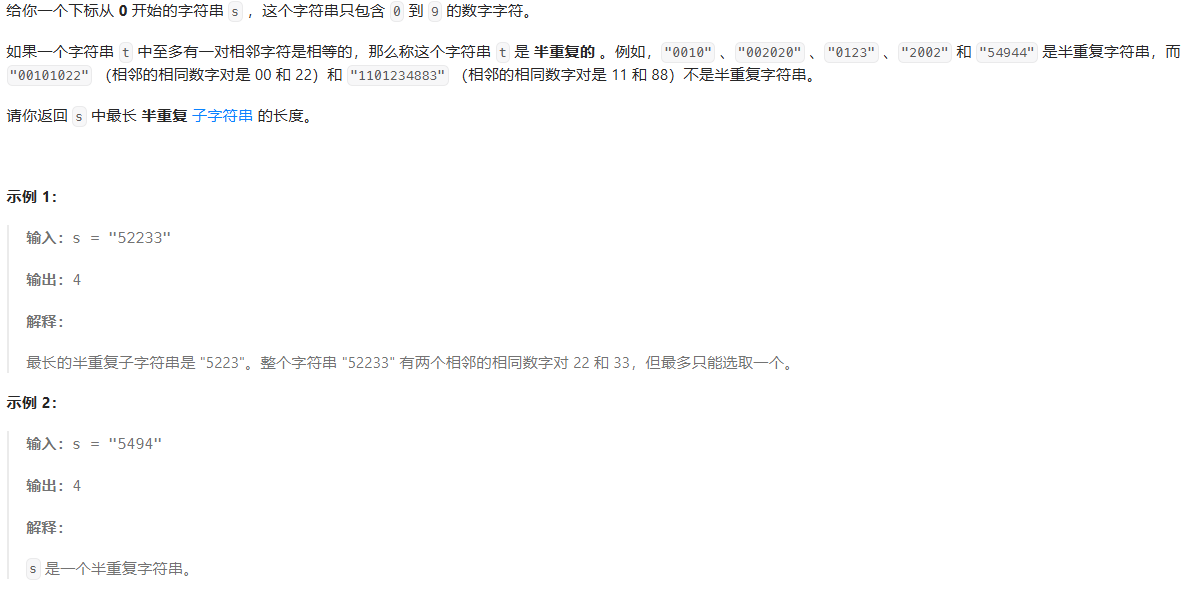 给你一个下标从 0 开始的字符串 s ，这个字符串只包含 0 到 9 的数字字符。
如果一个字符串 t 中至多有一对相邻字符是相等的，那么称这个字符串 t 是 半重复的 。例如，"0010" 、"002020" 、"0123" 、"2002" 和 "54944" 是半重复字符串，而
"00101022" （相邻的相同数字对是 00 和 22）和 "1101234883" （相邻的相同数字对是 11 和 88）不是半重复字符串。
请你返回 s 中最长 半重复 子字符串 的长度。
示例 1：
输入：s = "52233"
输出：4
解释：
最长的半重复子字符串是 "5223"。整个字符串 "52233" 有两个相邻的相同数字对 22 和 33，但最多只能选取一个。
示例 2：
输入：s = "5494"
输出：4
解释：
s 是一个半重复字符串。